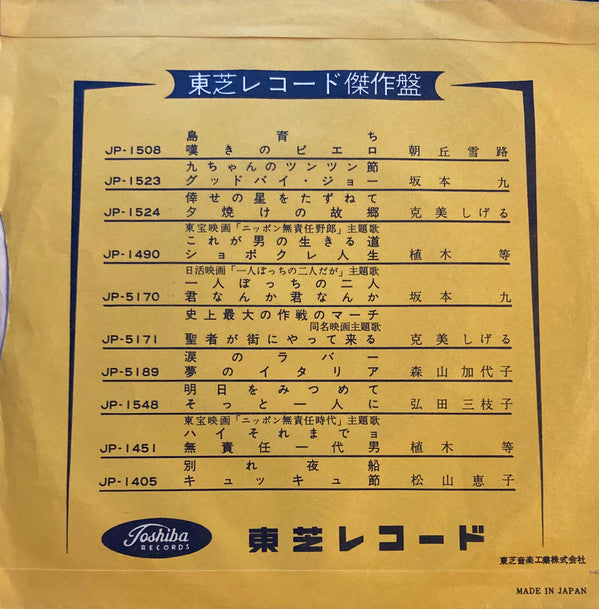 東芝レコード傑作盤
島育ち
JP-1508 嘆きのピエロ 朝丘雪路
九ちゃんのツンツン節
JP-1523 グッドバイ・ジョー 坂本九
倖せの星をたずねて
JP-1524 夕焼けの故郷 克美しげる
東宝映画「ニッポン無責任野郎」主題歌
これが男の生きる道
JP-1490 ショボクレ人生 植木等
日活映画「一人ぼっちの二人だが」主題歌
一人ぼっちの二人
JP-5170 君なんか君なんか 坂本九
史上最大の作戦のマーチ
同名映画主題歌
JP-5171 聖者が街にやって来る 克美しげる
涙のラバー
JP-5189 夢のイタリア 森山加代子
明日をみつめて
JP-1548 そっと一人に 弘田三枝子
東宝映画「ニッポン無責任時代」主題歌
ハイそれまでョ
JP-1451 無責任一代男 植木等
別れ夜船
JP-1405 キュッキュ節 松山恵子
Toshiba
RECORDS
東芝レコード
東芝音楽工業株式会社
MADE IN JAPAN